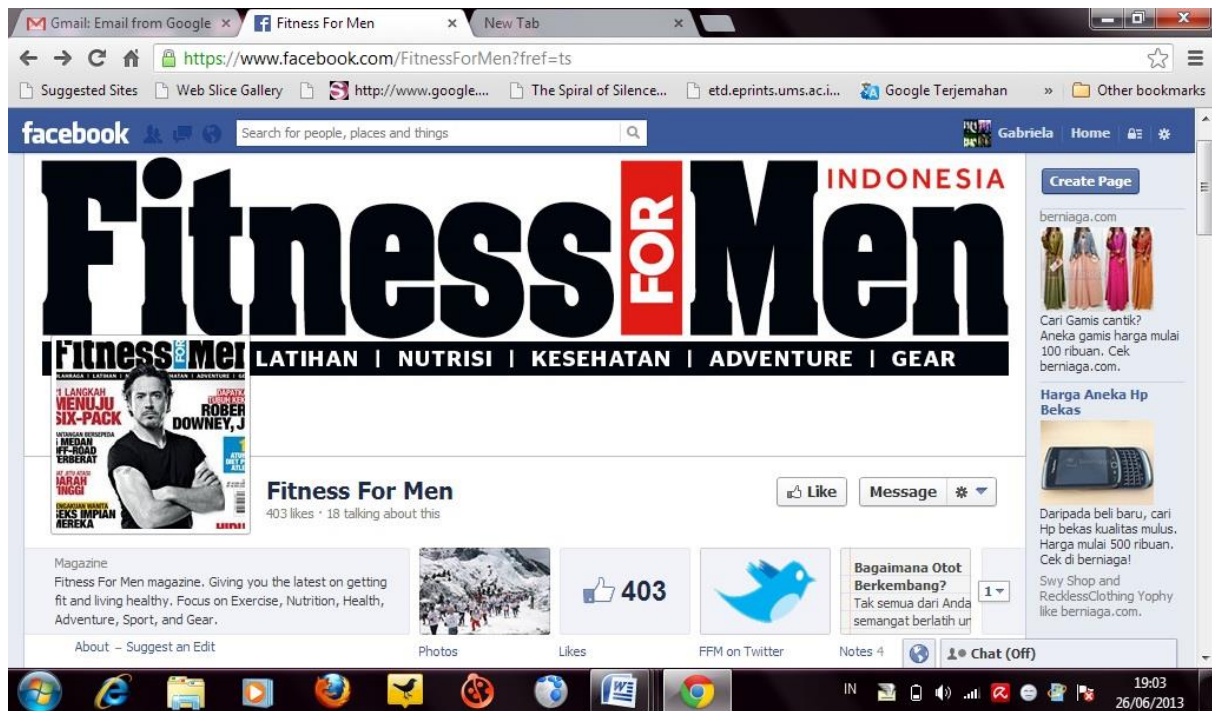 Gmail: Email from Google
Fitness For Men
New Tab
https://www.facebook.com/FitnessForMen?fref=ts
Suggested Sites
Web Slice Gallery
http://www.google....
The Spiral of Silence...
etd.eprints.ums.ac.i...
Google Terjemahan
»
Other bookmarks
facebook
Search for people, places and things
Gabriela
Home
Fitness FOR Men
INDONESIA
LATIHAN | NUTRISI | KESEHATAN | ADVENTURE | GEAR
Fitness FOR Men
1 LANGKAH
MENUJU
SIX-PACK
ROBER
DOWNEY, J
MEDAN
OFF-ROAD
TERBERAT
DARAH
TINGGI
SEKS IMPIAN
MEREKA
Fitness For Men
403 likes · 18 talking about this
Like
Message
Magazine
Fitness For Men magazine. Giving you the latest on getting
fit and living healthy. Focus on Exercise, Nutrition, Health,
Adventure, Sport, and Gear.
About – Suggest an Edit
Photos
403
Likes
FFM on Twitter
Bagaimana Otot
Berkembang?
Tak semua dari Anda
semangat berlatih un
Notes 4
1
Create Page
berniaga.com
Cari Gamis cantik?
Aneka gamis harga mulai
100 ribuan. Cek
berniaga.com.
Harga Aneka Hp
Bekas
Daripada beli baru, cari
Hp bekas kualitas mulus.
Harga mulai 500 ribuan.
Cek di berniaga!
Swy Shop and
RecklessClothing Yophy
like berniaga.com.
Chat (Off)
IN
19:03
26/06/2013